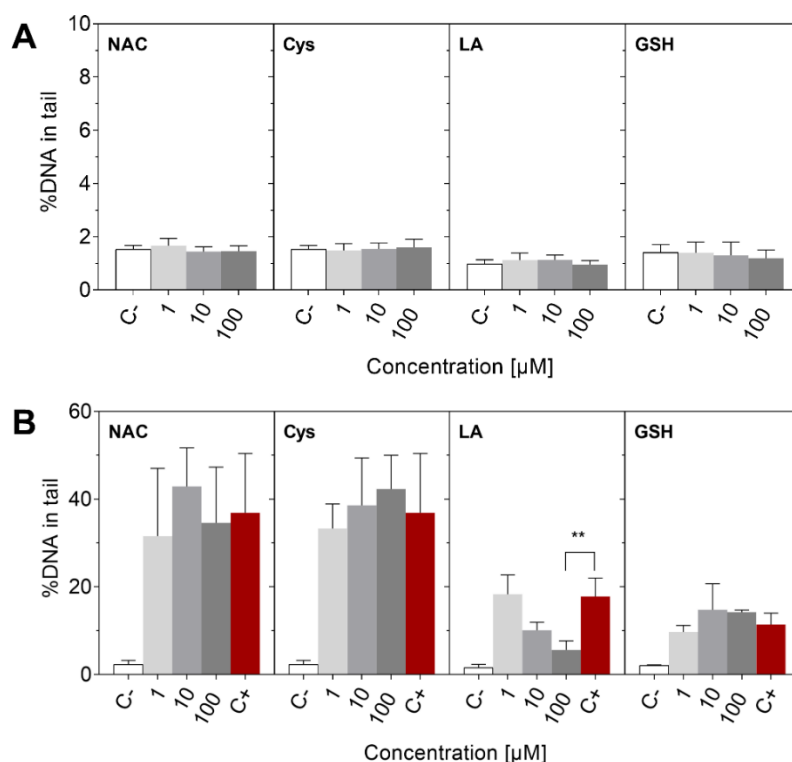 A
NAC Cys LA GSH
%DNA in tail
10
8
6
4
2
0
C- 1 10 100 C- 1 10 100 C- 1 10 100 C- 1 10 100
Concentration [µM]
B
NAC Cys LA GSH
%DNA in tail
60
40
20
0
**
C- 1 10 100 C+ C- 1 10 100 C+ C- 1 10 100 C+ C- 1 10 100 C+
Concentration [µM]